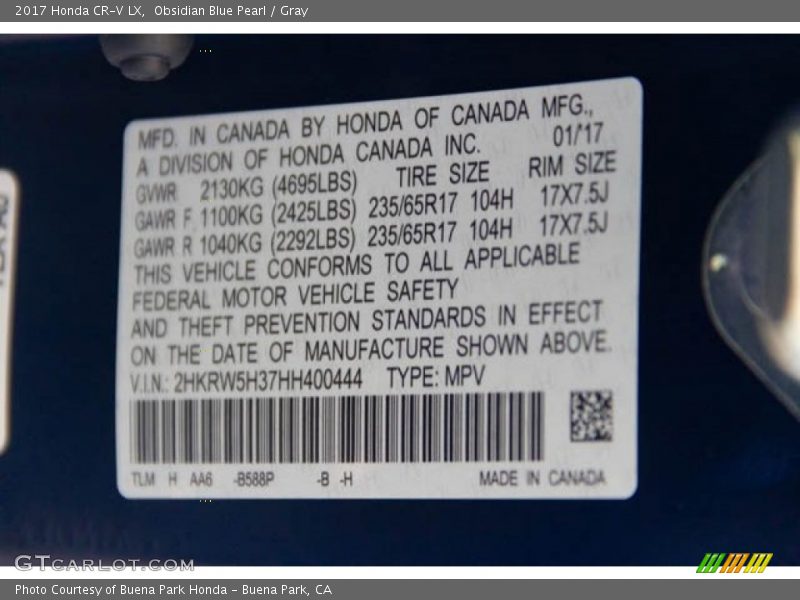 2017 Honda CR-V LX,  Obsidian Blue Pearl / Gray
MFD. IN CANADA BY HONDA OF CANADA MFG.,
A DIVISION OF HONDA CANADA INC. 01/17
GVWR 2130KG (4695LBS) TIRE SIZE RIM SIZE
GAWR F 1100KG (2425LBS) 235/65R17 104H 17X7.5J
GAWR R 1040KG (2292LBS) 235/65R17 104H 17X7.5J
THIS VEHICLE CONFORMS TO ALL APPLICABLE
FEDERAL MOTOR VEHICLE SAFETY
AND THEFT PREVENTION STANDARDS IN EFFECT
ON THE DATE OF MANUFACTURE SHOWN ABOVE.
V.I.N.: 2HKRW5H37HH400444 TYPE: MPV
TLM H AA6 -B588P -B -H MADE IN CANADA
GTCARLOT.COM
Photo Courtesy of Buena Park Honda - Buena Park, CA